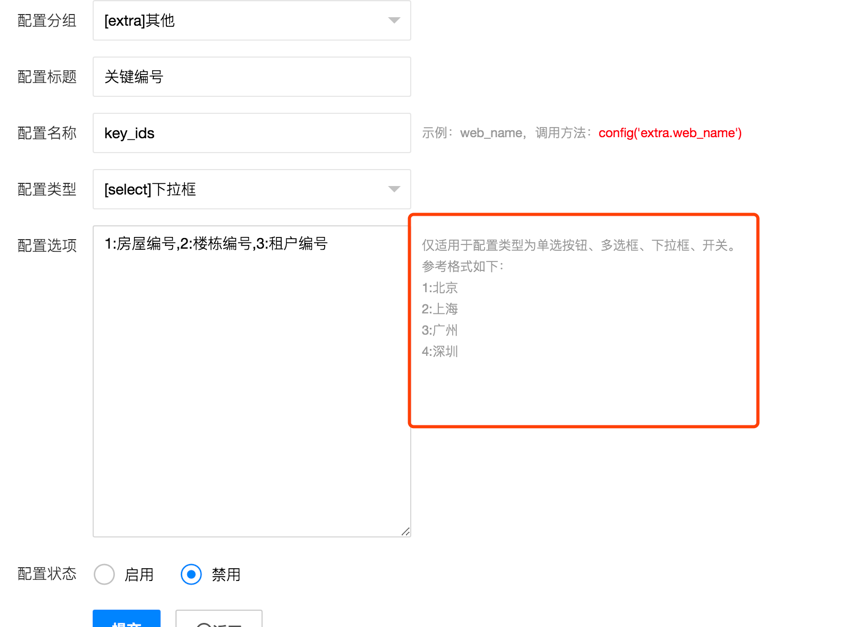 配置分组 [extra]其他
配置标题 关键编号
配置名称 key_ids 示例：web_name，调用方法：config('extra.web_name')
配置类型 [select]下拉框
配置选项 1:房屋编号,2:楼栋编号,3:租户编号
仅适用于配置类型为单选按钮、多选框、下拉框、开关。
参考格式如下：
1:北京
2:上海
3:广州
4:深圳
配置状态 启用 禁用